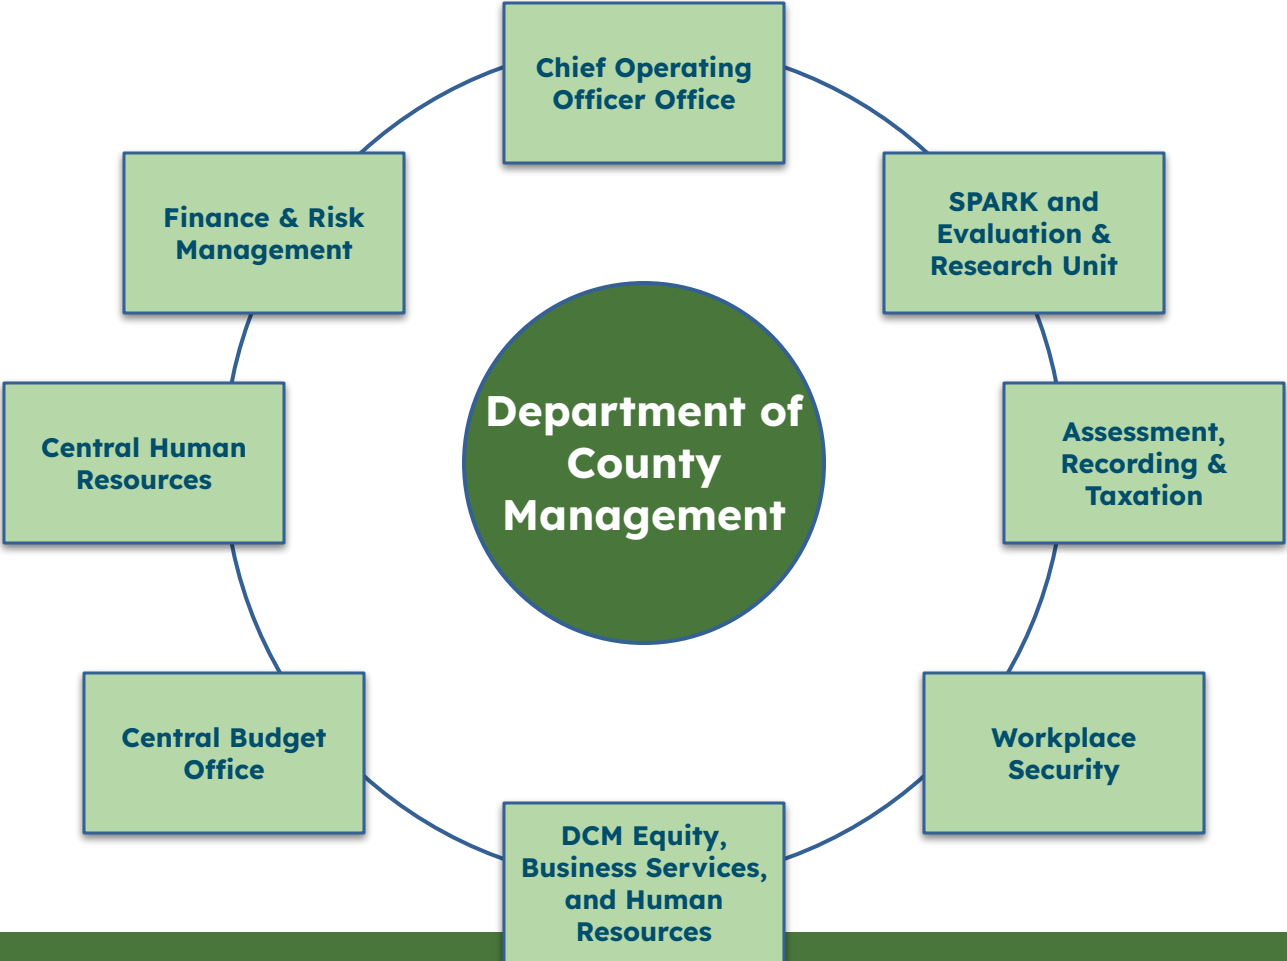 Chief Operating
Officer Office
SPARK and
Evaluation &
Research Unit
Finance & Risk
Management
Department of
County
Management
Assessment,
Recording &
Taxation
Central Human
Resources
Workplace
Security
Central Budget
Office
DCM Equity,
Business Services,
and Human
Resources